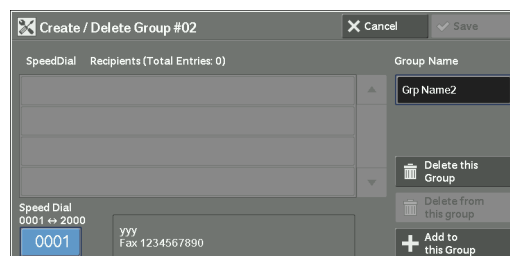 Create / Delete Group #02
Cancel
Save
SpeedDial Recipients (Total Entries: 0)
Group Name
Grp Name2
Delete this
Group
Delete from
this group
Speed Dial
0001 ↔ 2000
0001
yyy
Fax 1234567890
Add to
this Group